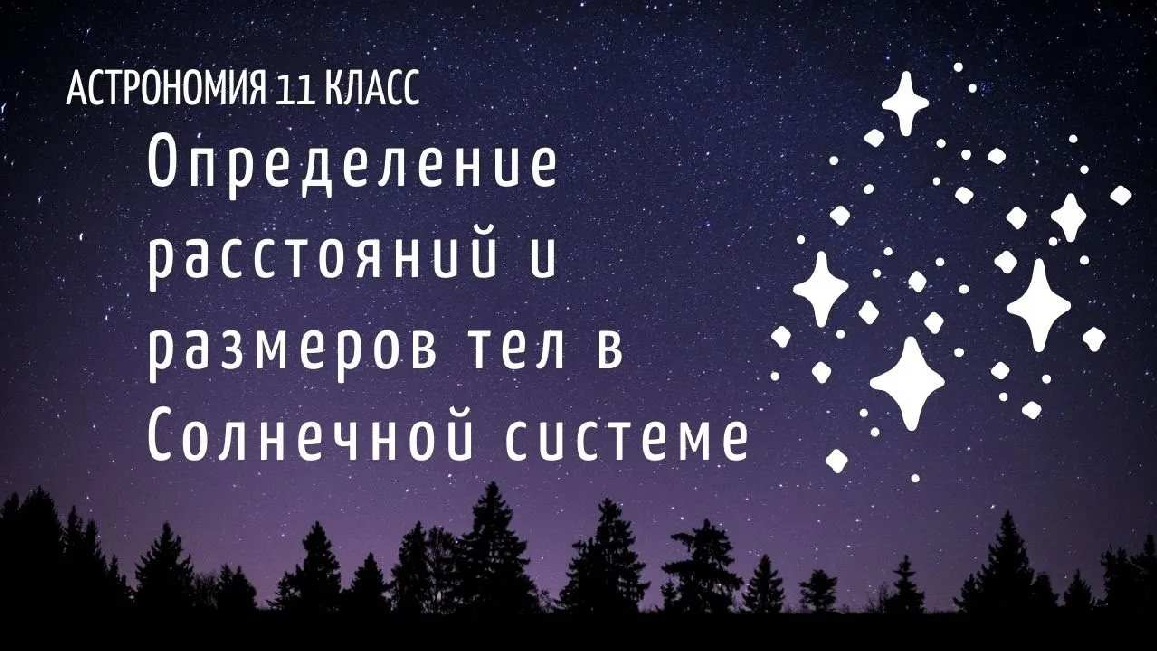 АСТРОНОМИЯ 11 КЛАСС
Определение
расстояний и
размеров тел в
Солнечной системе